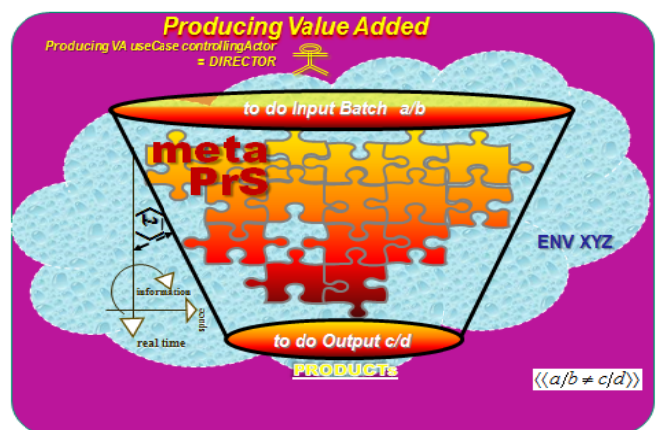 Producing Value Added
Producing VA useCase controllingActor
= DIRECTOR
to do Input Batch a/b
meta
PrS
ENV XYZ
information
space
real time
to do Output c/d
PRODUCTs
⟨⟨a/b ≠ c/d⟩⟩